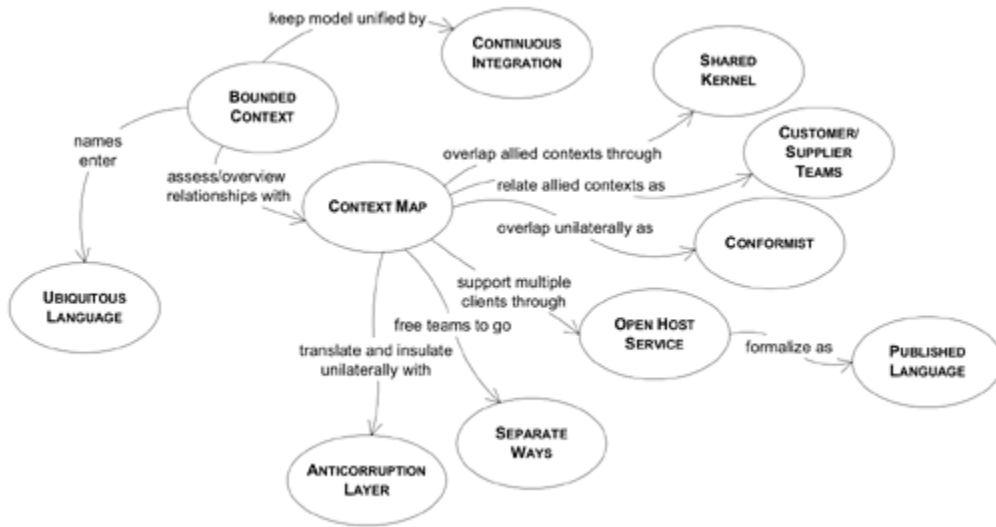 keep model unified by
CONTINUOUS
INTEGRATION
SHARED
KERNEL
BOUNDED
CONTEXT
names
enter
overlap allied contexts through
CUSTOMER/
SUPPLIER
TEAMS
assess/overview
relationships with
relate allied contexts as
CONTEXT MAP
overlap unilaterally as
CONFORMIST
UBIQUITOUS
LANGUAGE
support multiple
clients through
free teams to go
OPEN HOST
SERVICE
formalize as
PUBLISHED
LANGUAGE
translate and insulate
unilaterally with
SEPARATE
WAYS
ANTICORRUPTION
LAYER